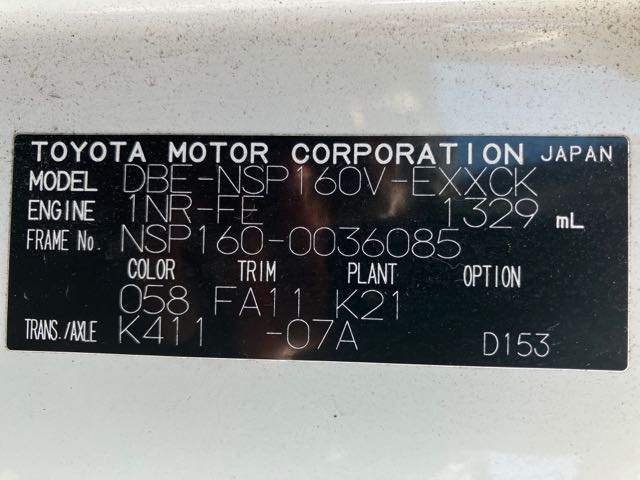 TOYOTA MOTOR CORPORATION JAPAN
MODEL DBE-NSP160V-EXXCK
ENGINE 1NR-FE 1329 mL
FRAME No. NSP160-0036085
COLOR TRIM PLANT OPTION
058 FA11 K21
TRANS./AXLE K411 -07A D153